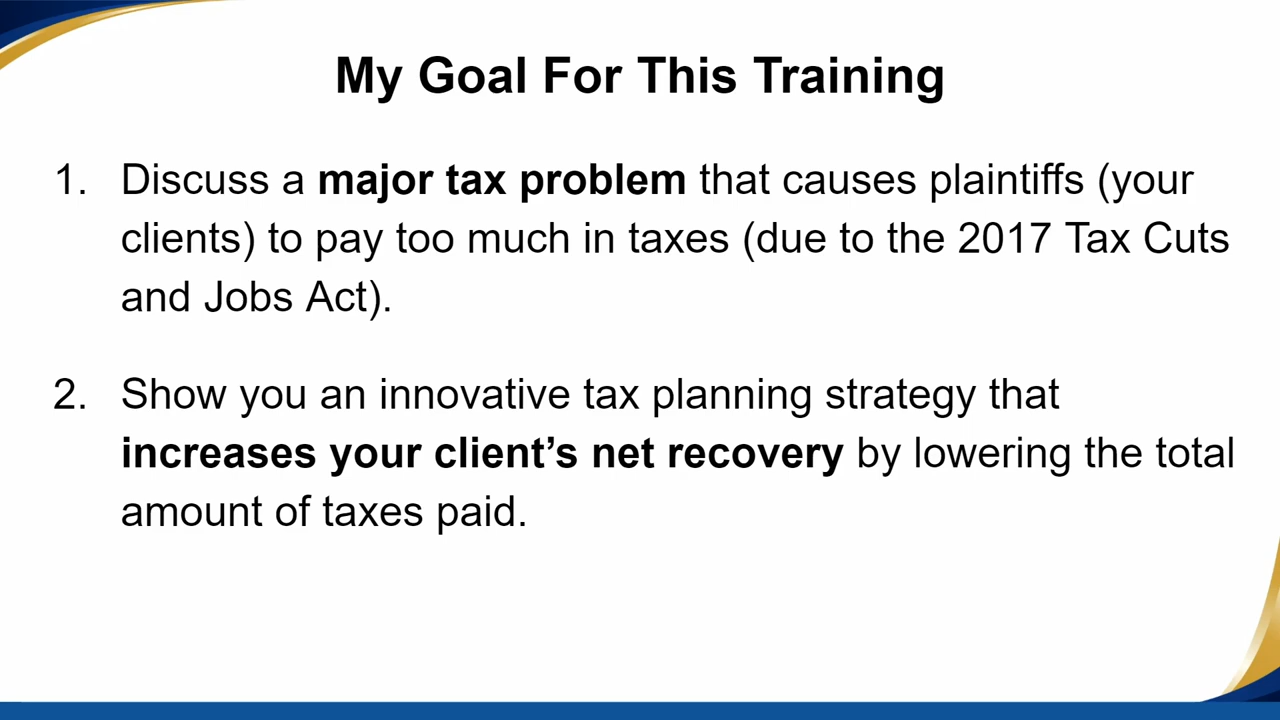 My Goal For This Training
1. Discuss a major tax problem that causes plaintiffs (your
clients) to pay too much in taxes (due to the 2017 Tax Cuts
and Jobs Act).
2. Show you an innovative tax planning strategy that
increases your client’s net recovery by lowering the total
amount of taxes paid.